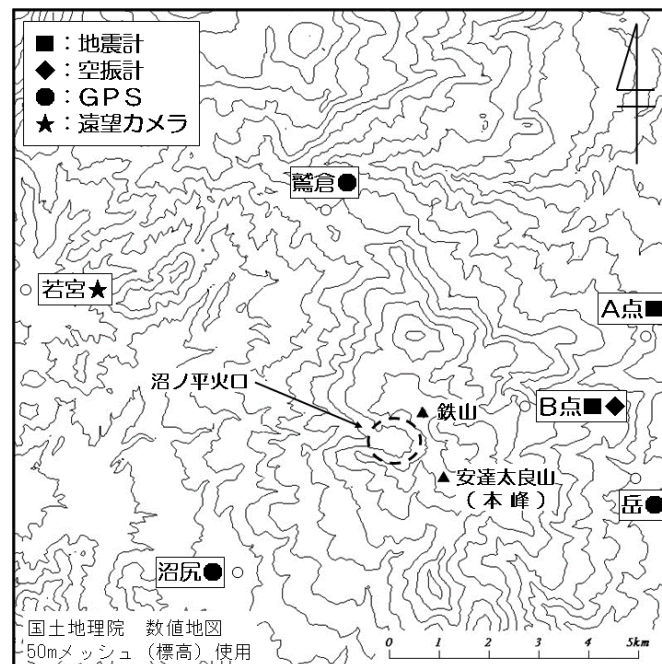 ■：地震計
◆：空振計
●：ＧＰＳ
★：遠望カメラ
鷲倉●
若宮★
Ａ点■
沼ノ平火口
▲鉄山
Ｂ点■◆
▲安達太良山
（本峰）
岳●
沼尻●
国土地理院　数値地図
50mメッシュ（標高）使用
0 1 2 3 4 5km